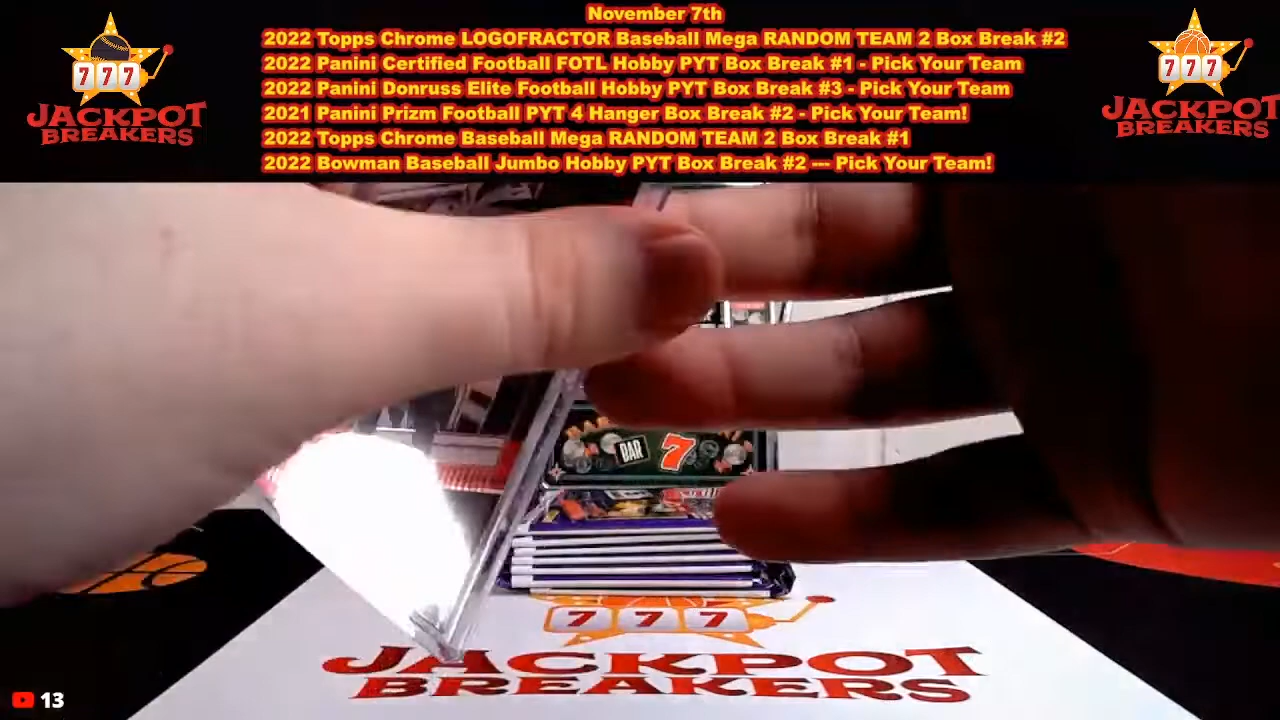 November 7th
2022 Topps Chrome LOGOFRACTOR Baseball Mega RANDOM TEAM 2 Box Break #2
2022 Panini Certified Football FOTL Hobby PYT Box Break #1 - Pick Your Team
2022 Panini Donruss Elite Football Hobby PYT Box Break #3 - Pick Your Team
2021 Panini Prizm Football PYT 4 Hanger Box Break #2 - Pick Your Team!
2022 Topps Chrome Baseball Mega RANDOM TEAM 2 Box Break #1
2022 Bowman Baseball Jumbo Hobby PYT Box Break #2 --- Pick Your Team!
777
JACKPOT
BREAKERS
777
JACKPOT
BREAKERS
BAR 7
777
JACKPOT
BREAKERS
13